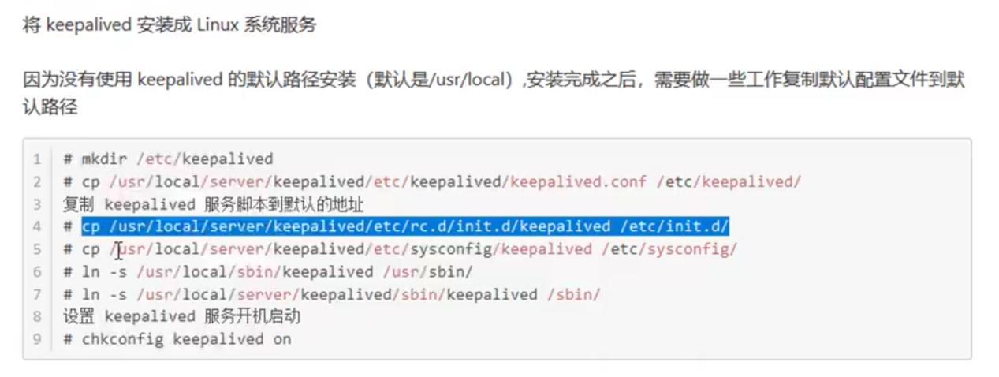 将 keepalived 安装成 Linux 系统服务
因为没有使用 keepalived 的默认路径安装（默认是/usr/local）,安装完成之后，需要做一些工作复制默认配置文件到默
认路径
1 # mkdir /etc/keepalived
2 # cp /usr/local/server/keepalived/etc/keepalived/keepalived.conf /etc/keepalived/
3 复制 keepalived 服务脚本到默认的地址
4 # cp /usr/local/server/keepalived/etc/rc.d/init.d/keepalived /etc/init.d/
5 # cp /usr/local/server/keepalived/etc/sysconfig/keepalived /etc/sysconfig/
6 # ln -s /usr/local/sbin/keepalived /usr/sbin/
7 # ln -s /usr/local/server/keepalived/sbin/keepalived /sbin/
8 设置 keepalived 服务开机启动
9 # chkconfig keepalived on